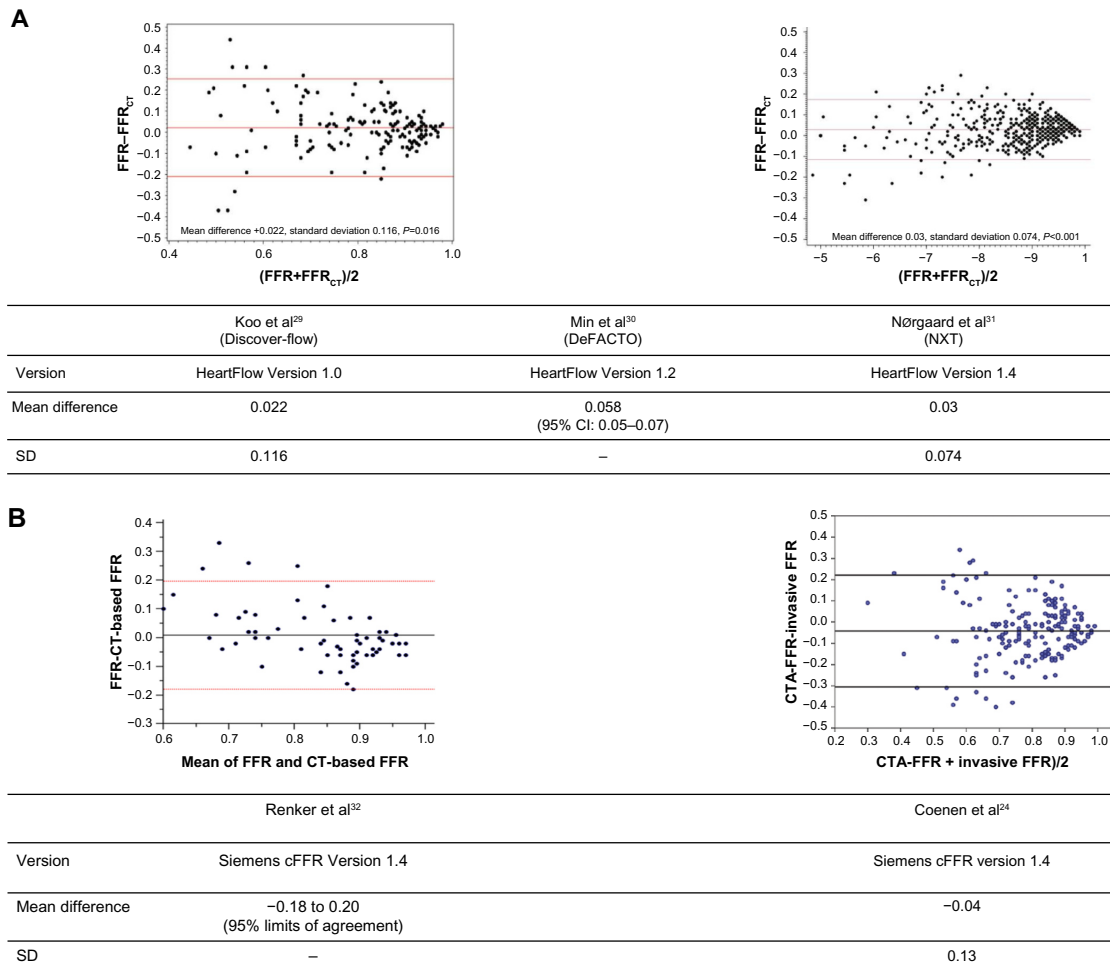 A
0.5
0.4
0.3
0.2
0.1
0.0
−0.1
−0.2
−0.3
−0.4
−0.5
FFR–FFRCT
Mean difference +0.022, standard deviation 0.116, P=0.016
0.4 0.6 0.8 1.0
(FFR+FFRCT)/2
0.5
0.4
0.3
0.2
0.1
0.0
−0.1
−0.2
−0.3
−0.4
−0.5
FFR–FFRCT
Mean difference 0.03, standard deviation 0.074, P<0.001
−5 −6 −7 −8 −9 1
(FFR+FFRCT)/2
Koo et al29 Min et al30 Nørgaard et al31
(Discover-flow) (DeFACTO) (NXT)
Version HeartFlow Version 1.0 HeartFlow Version 1.2 HeartFlow Version 1.4
Mean difference 0.022 0.058 0.03
(95% CI: 0.05–0.07)
SD 0.116 – 0.074
B
0.4
0.3
0.2
0.1
0.0
−0.1
−0.2
−0.3
FFR-CT-based FFR
0.6 0.7 0.8 0.9 1.0
Mean of FFR and CT-based FFR
0.5
0.4
0.3
0.2
0.1
0.0
−0.1
−0.2
−0.3
−0.4
−0.5
CTA-FFR-invasive FFR
0.2 0.3 0.4 0.5 0.6 0.7 0.8 0.9 1.0
CTA-FFR + invasive FFR)/2
Renker et al32 Coenen et al24
Version Siemens cFFR Version 1.4 Siemens cFFR version 1.4
Mean difference −0.18 to 0.20 −0.04
(95% limits of agreement)
SD – 0.13